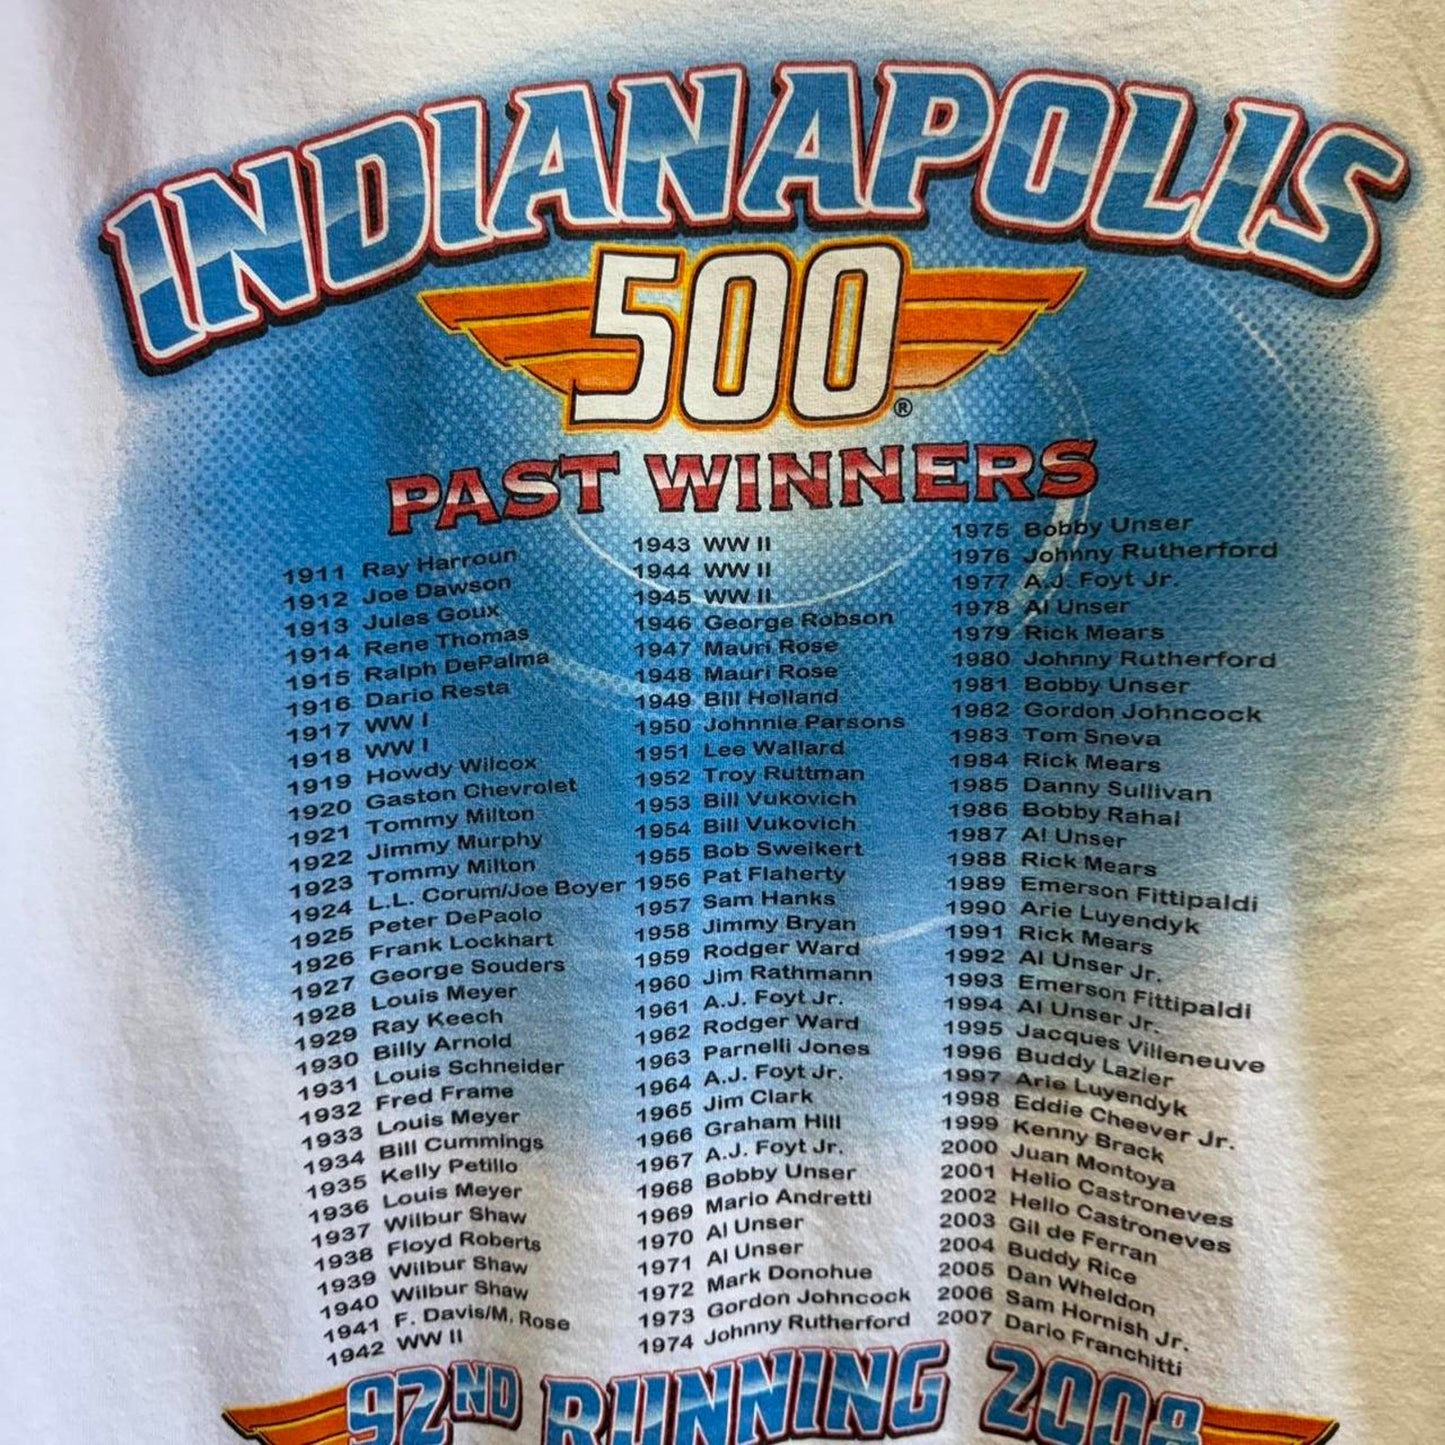 INDIANAPOLIS
500®
PAST WINNERS
1911 Ray Harroun
1912 Joe Dawson
1913 Jules Goux
1914 Rene Thomas
1915 Ralph DePalma
1916 Dario Resta
1917 WW I
1918 WW I
1919 Howdy Wilcox
1920 Gaston Chevrolet
1921 Tommy Milton
1922 Jimmy Murphy
1923 Tommy Milton
1924 L.L. Corum/Joe Boyer
1925 Peter DePaolo
1926 Frank Lockhart
1927 George Souders
1928 Louis Meyer
1929 Ray Keech
1930 Billy Arnold
1931 Louis Schneider
1932 Fred Frame
1933 Louis Meyer
1934 Bill Cummings
1935 Kelly Petillo
1936 Louis Meyer
1937 Wilbur Shaw
1938 Floyd Roberts
1939 Wilbur Shaw
1940 Wilbur Shaw
1941 F. Davis/M. Rose
1942 WW II
1943 WW II
1944 WW II
1945 WW II
1946 George Robson
1947 Mauri Rose
1948 Mauri Rose
1949 Bill Holland
1950 Johnnie Parsons
1951 Lee Wallard
1952 Troy Ruttman
1953 Bill Vukovich
1954 Bill Vukovich
1955 Bob Sweikert
1956 Pat Flaherty
1957 Sam Hanks
1958 Jimmy Bryan
1959 Rodger Ward
1960 Jim Rathmann
1961 A.J. Foyt Jr.
1962 Rodger Ward
1963 Parnelli Jones
1964 A.J. Foyt Jr.
1965 Jim Clark
1966 Graham Hill
1967 A.J. Foyt Jr.
1968 Bobby Unser
1969 Mario Andretti
1970 Al Unser
1971 Al Unser
1972 Mark Donohue
1973 Gordon Johncock
1974 Johnny Rutherford
1975 Bobby Unser
1976 Johnny Rutherford
1977 A.J. Foyt Jr.
1978 Al Unser
1979 Rick Mears
1980 Johnny Rutherford
1981 Bobby Unser
1982 Gordon Johncock
1983 Tom Sneva
1984 Rick Mears
1985 Danny Sullivan
1986 Bobby Rahal
1987 Al Unser
1988 Rick Mears
1989 Emerson Fittipaldi
1990 Arie Luyendyk
1991 Rick Mears
1992 Al Unser Jr.
1993 Emerson Fittipaldi
1994 Al Unser Jr.
1995 Jacques Villeneuve
1996 Buddy Lazier
1997 Arie Luyendyk
1998 Eddie Cheever Jr.
1999 Kenny Brack
2000 Juan Montoya
2001 Helio Castroneves
2002 Helio Castroneves
2003 Gil de Ferran
2004 Buddy Rice
2005 Dan Wheldon
2006 Sam Hornish Jr.
2007 Dario Franchitti
92ND RUNNING 2008